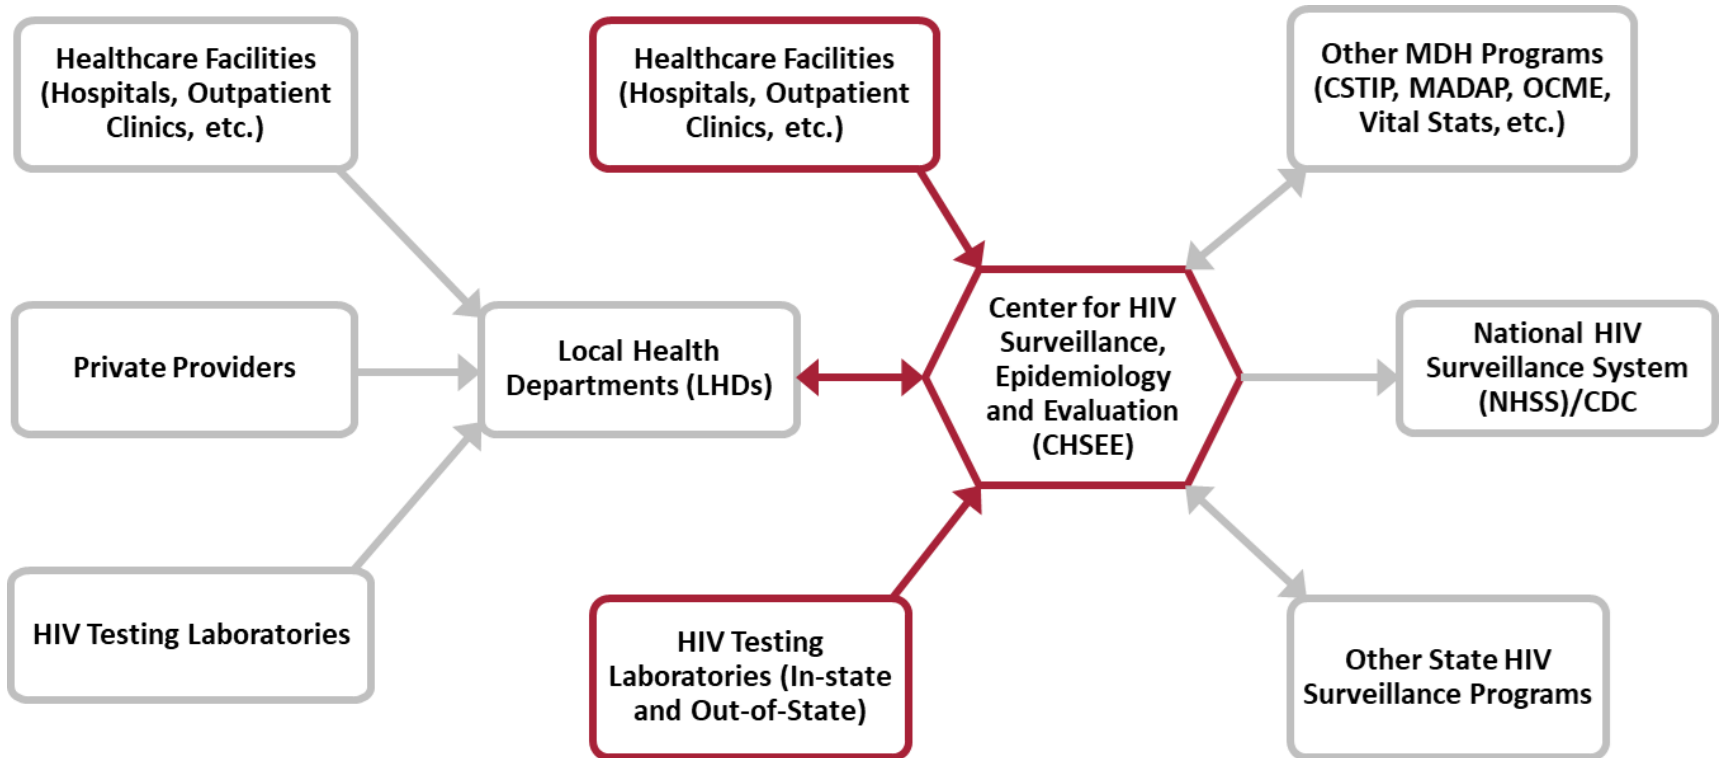 Healthcare Facilities
(Hospitals, Outpatient
Clinics, etc.)
Healthcare Facilities
(Hospitals, Outpatient
Clinics, etc.)
Other MDH Programs
(CSTIP, MADAP, OCME,
Vital Stats, etc.)
Private Providers
Local Health
Departments (LHDs)
Center for HIV
Surveillance,
Epidemiology
and Evaluation
(CHSEE)
National HIV
Surveillance System
(NHSS)/CDC
HIV Testing Laboratories
HIV Testing
Laboratories (In-state
and Out-of-State)
Other State HIV
Surveillance Programs